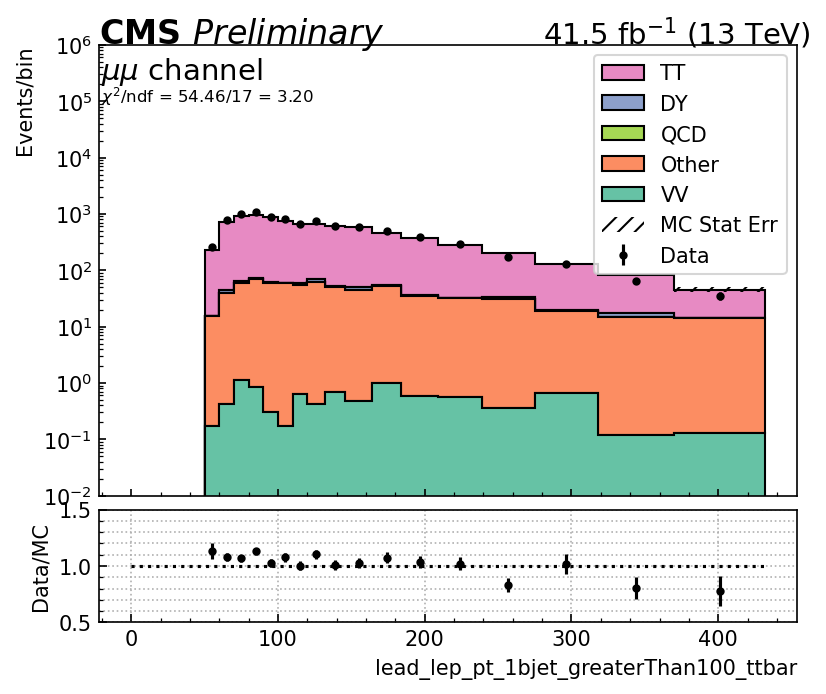 CMS Preliminary 41.5 fb⁻¹ (13 TeV)
μμ channel
χ²/ndf = 54.46/17 = 3.20
Events/bin
10⁶
10⁵
10⁴
10³
10²
10¹
10⁰
10⁻¹
10⁻²
TT
DY
QCD
Other
VV
MC Stat Err
Data
Data/MC
1.5
1.0
0.5
0 100 200 300 400
lead_lep_pt_1bjet_greaterThan100_ttbar